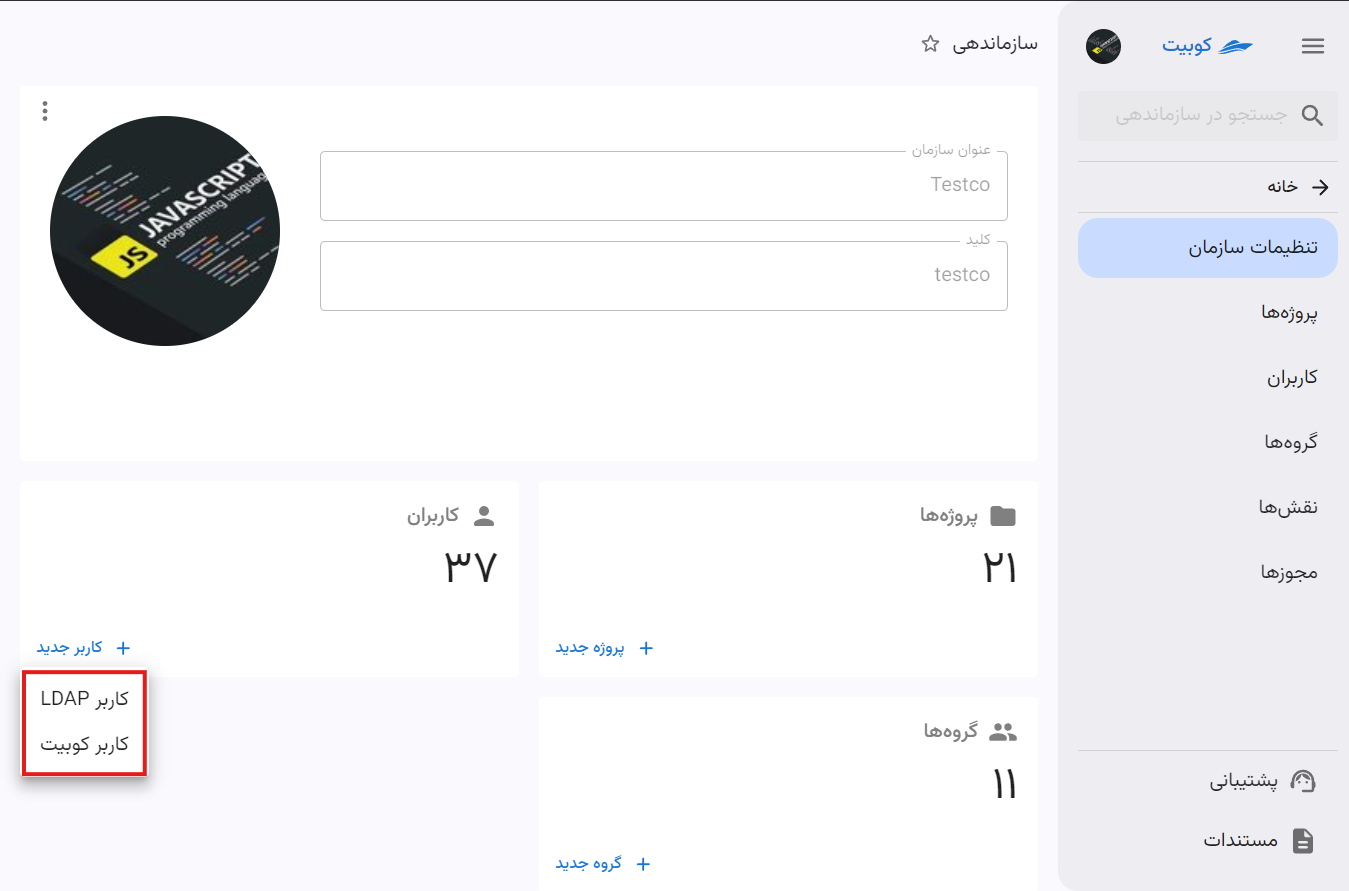 کوبیت
جستجو در سازماندهی
خانه
تنظیمات سازمان
پروژه‌ها
کاربران
گروه‌ها
نقش‌ها
مجوزها
پشتیبانی
مستندات
سازماندهی
عنوان سازمان
Testco
کلید
testco
JAVASCRIPT
programming language
JS
پروژه‌ها
۲۱
پروژه جدید
کاربران
۳۷
کاربر جدید
کاربر LDAP
کاربر کوبیت
گروه‌ها
۱۱
گروه جدید